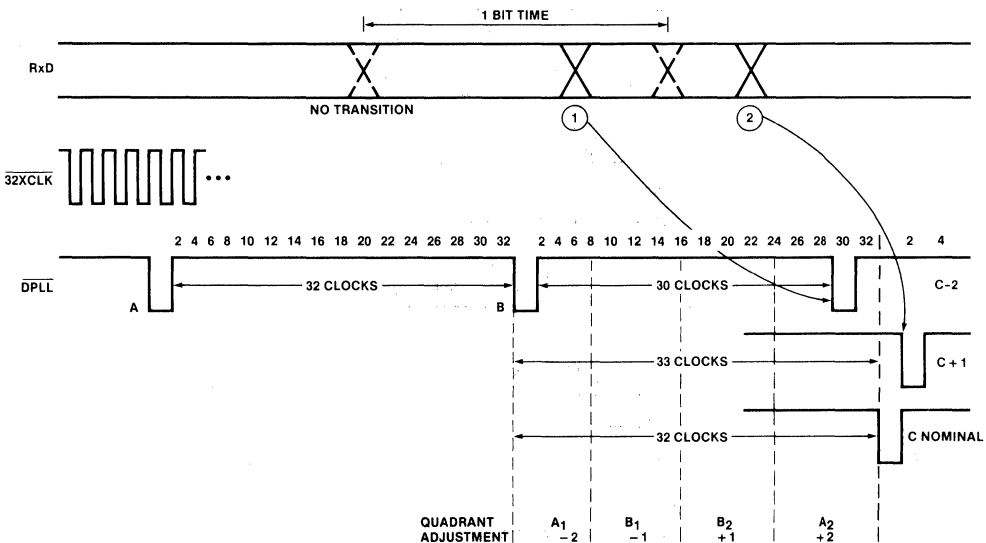 1 BIT TIME
RxD
NO TRANSITION
1
2
32XCLK
2 4 6 8 10 12 14 16 18 20 22 24 26 28 30 32 2 4 6 8 10 12 14 16 18 20 22 24 26 28 30 32 2 4
DPLL
A
32 CLOCKS
B
30 CLOCKS
C-2
33 CLOCKS
C + 1
32 CLOCKS
C NOMINAL
QUADRANT A1 B1 B2 A2
ADJUSTMENT -2 -1 +1 +2